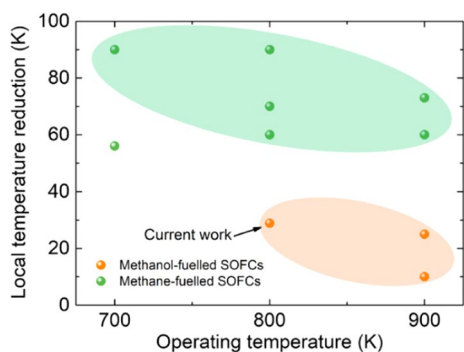 100
80
60
40
20
0
Local temperature reduction (K)
Current work
Methanol-fuelled SOFCs
Methane-fuelled SOFCs
700
800
900
Operating temperature (K)